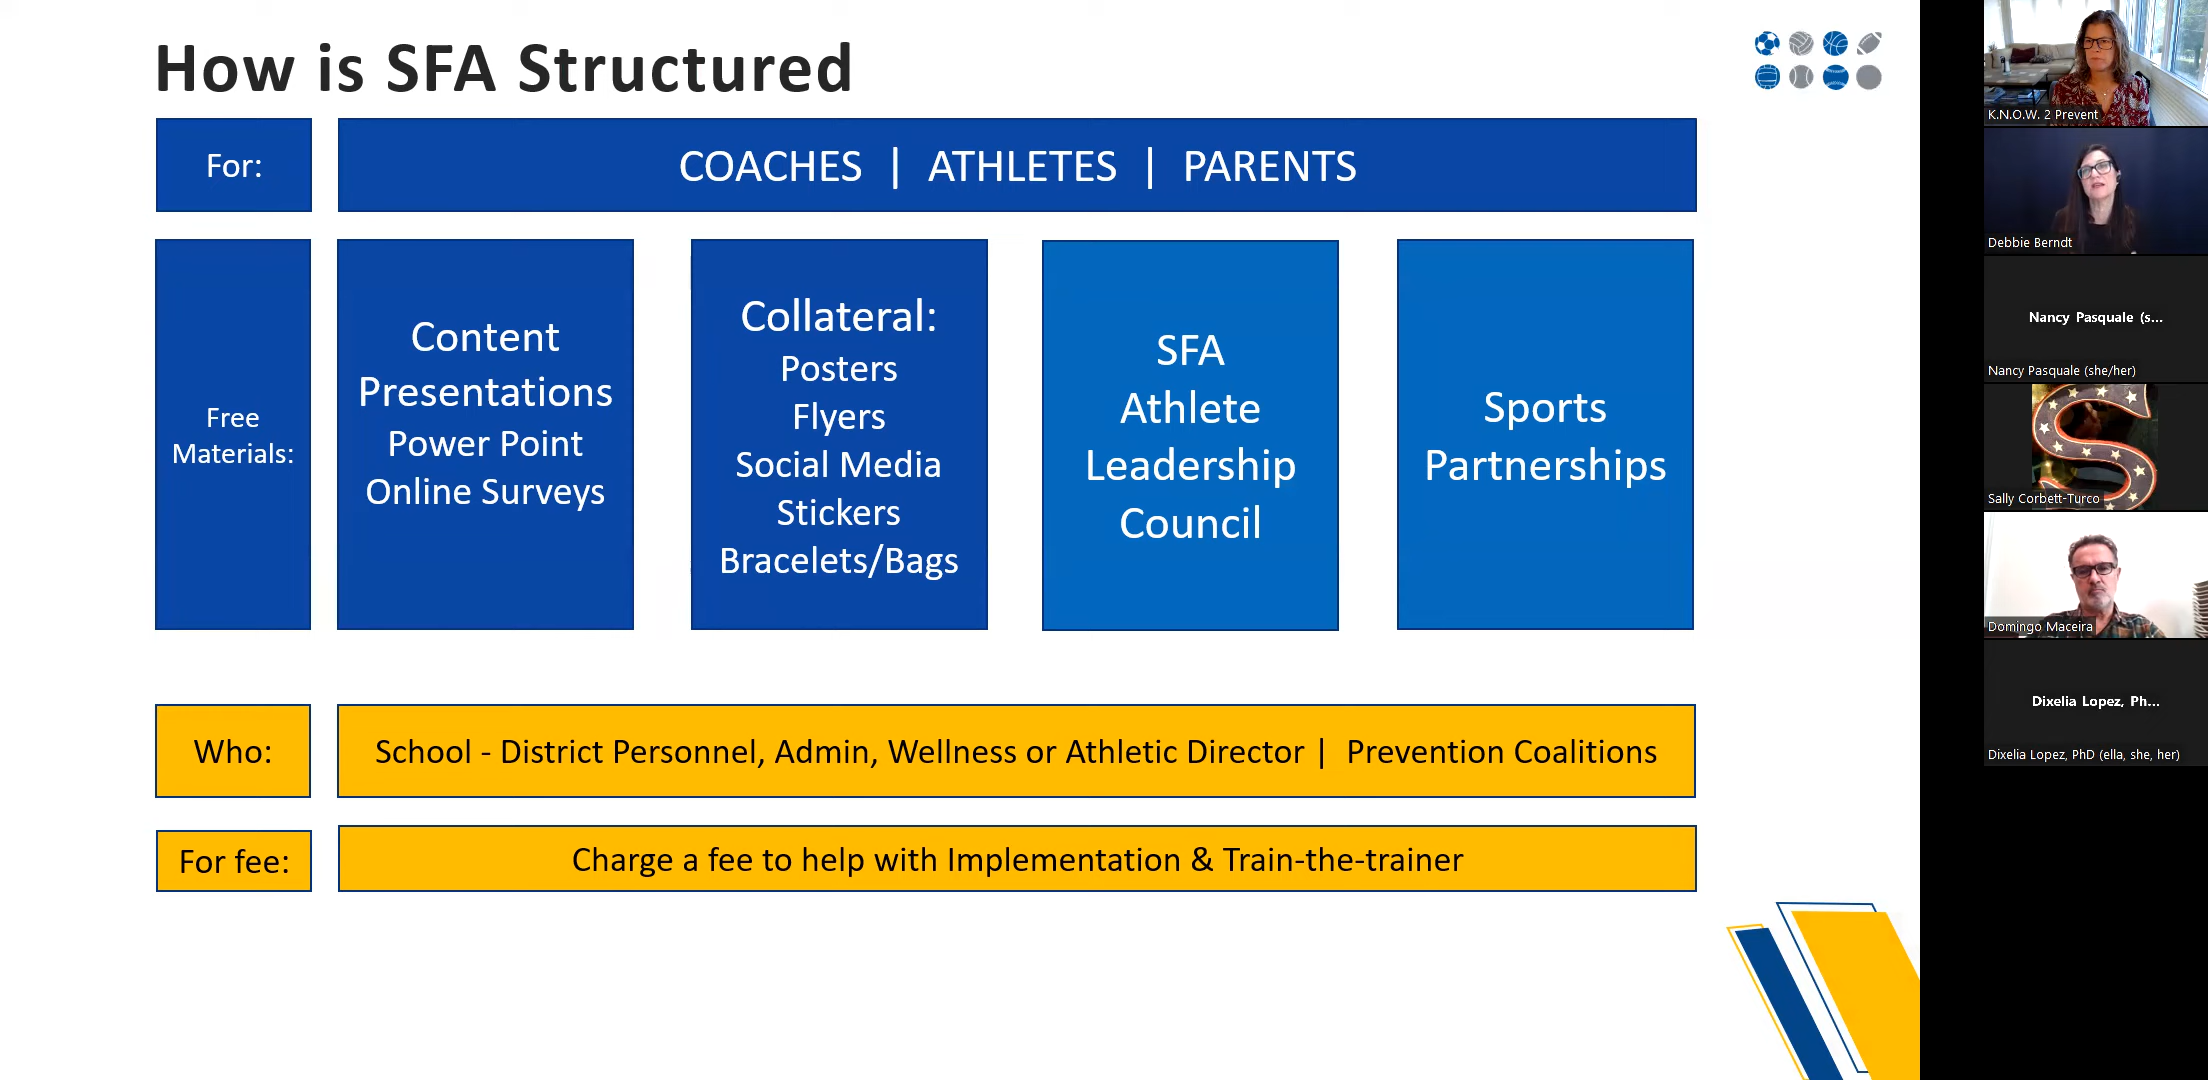 How is SFA Structured
For:
COACHES | ATHLETES | PARENTS
Free
Materials:
Content
Presentations
Power Point
Online Surveys
Collateral:
Posters
Flyers
Social Media
Stickers
Bracelets/Bags
SFA
Athlete
Leadership
Council
Sports
Partnerships
Who:
School - District Personnel, Admin, Wellness or Athletic Director | Prevention Coalitions
For fee:
Charge a fee to help with Implementation & Train-the-trainer
K.N.O.W. 2 Prevent
Debbie Berndt
Nancy Pasquale (s...
Nancy Pasquale (she/her)
S
Sally Corbett-Turco
Domingo Maceira
Dixelia Lopez, Ph...
Dixelia Lopez, PhD (ella, she, her)